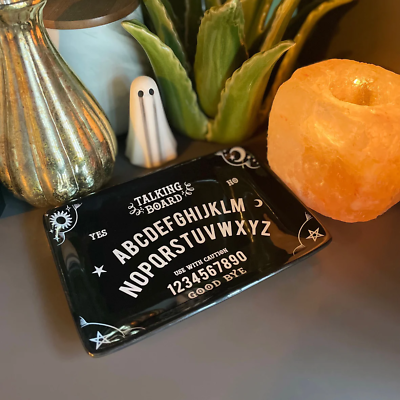 TALKING
BOARD
YES NO
ABCDEFGHIJKLM
NOPQRSTUVWXYZ
USE WITH CAUTION
1234567890
GOOD BYE